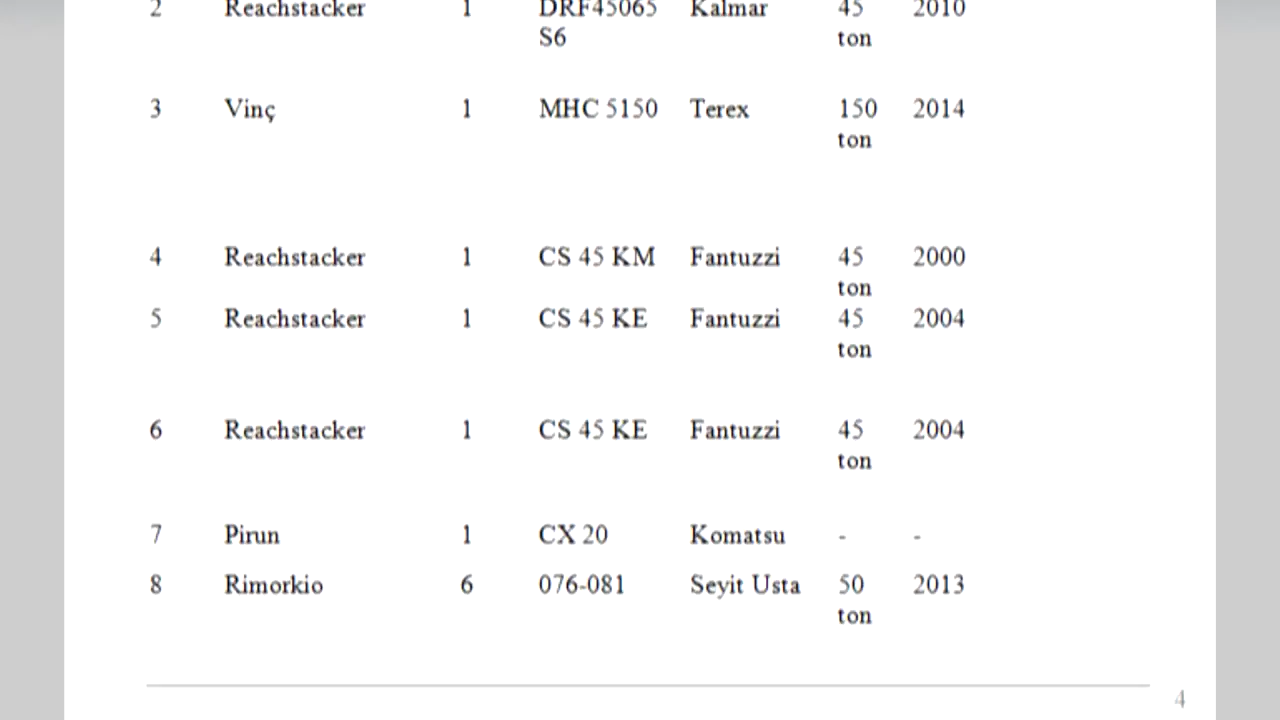 2 Reachstacker 1 DRF45065 Kalmar 45 2010
S6 ton
3 Vinç 1 MHC 5150 Terex 150 2014
ton
4 Reachstacker 1 CS 45 KM Fantuzzi 45 2000
ton
5 Reachstacker 1 CS 45 KE Fantuzzi 45 2004
ton
6 Reachstacker 1 CS 45 KE Fantuzzi 45 2004
ton
7 Pirun 1 CX 20 Komatsu - -
8 Rimorkio 6 076-081 Seyit Usta 50 2013
ton
4